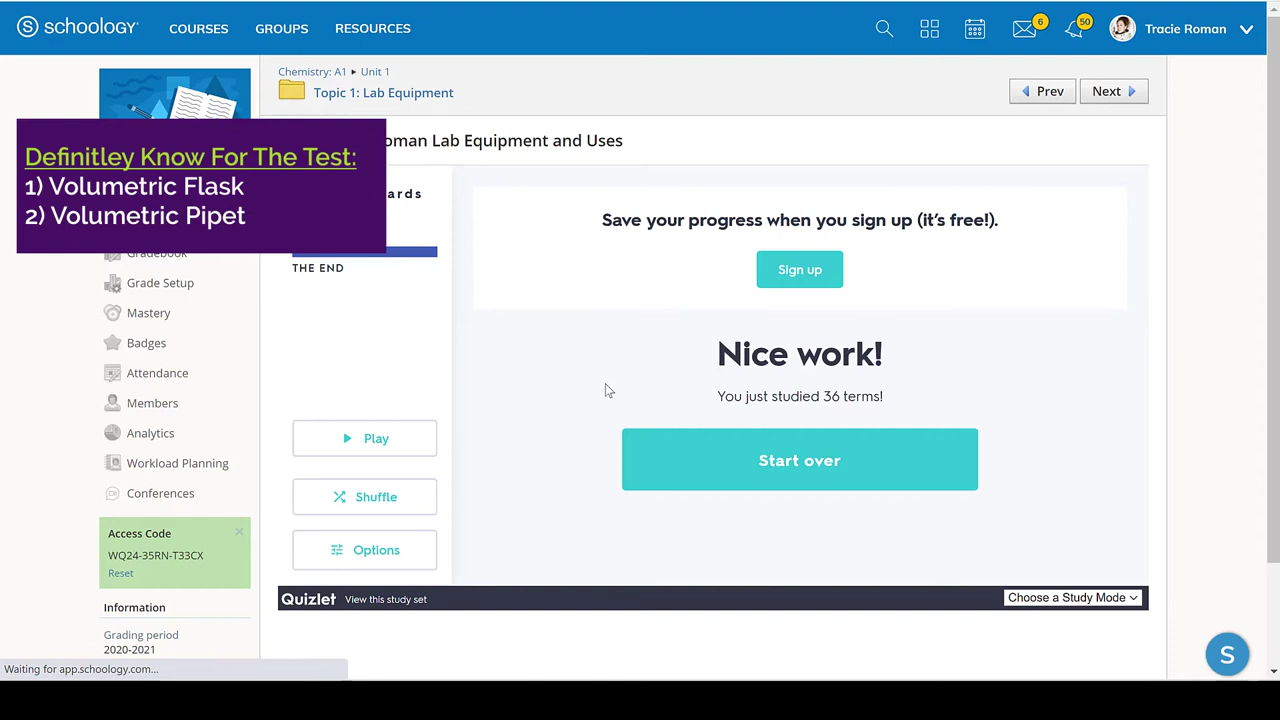 schoology
COURSES
GROUPS
RESOURCES
6
50
Tracie Roman
Chemistry: A1 ▸ Unit 1
Topic 1: Lab Equipment
Prev
Next
Definitley Know For The Test:
1) Volumetric Flask
2) Volumetric Pipet
oman Lab Equipment and Uses
ards
THE END
Play
Shuffle
Options
Save your progress when you sign up (it's free!).
Sign up
Nice work!
You just studied 36 terms!
Start over
Quizlet View this study set
Choose a Study Mode
Gradebook
Grade Setup
Mastery
Badges
Attendance
Members
Analytics
Workload Planning
Conferences
Access Code
WQ24-35RN-T33CX
Reset
Information
Grading period
2020-2021
Waiting for app.schoology.com...
S